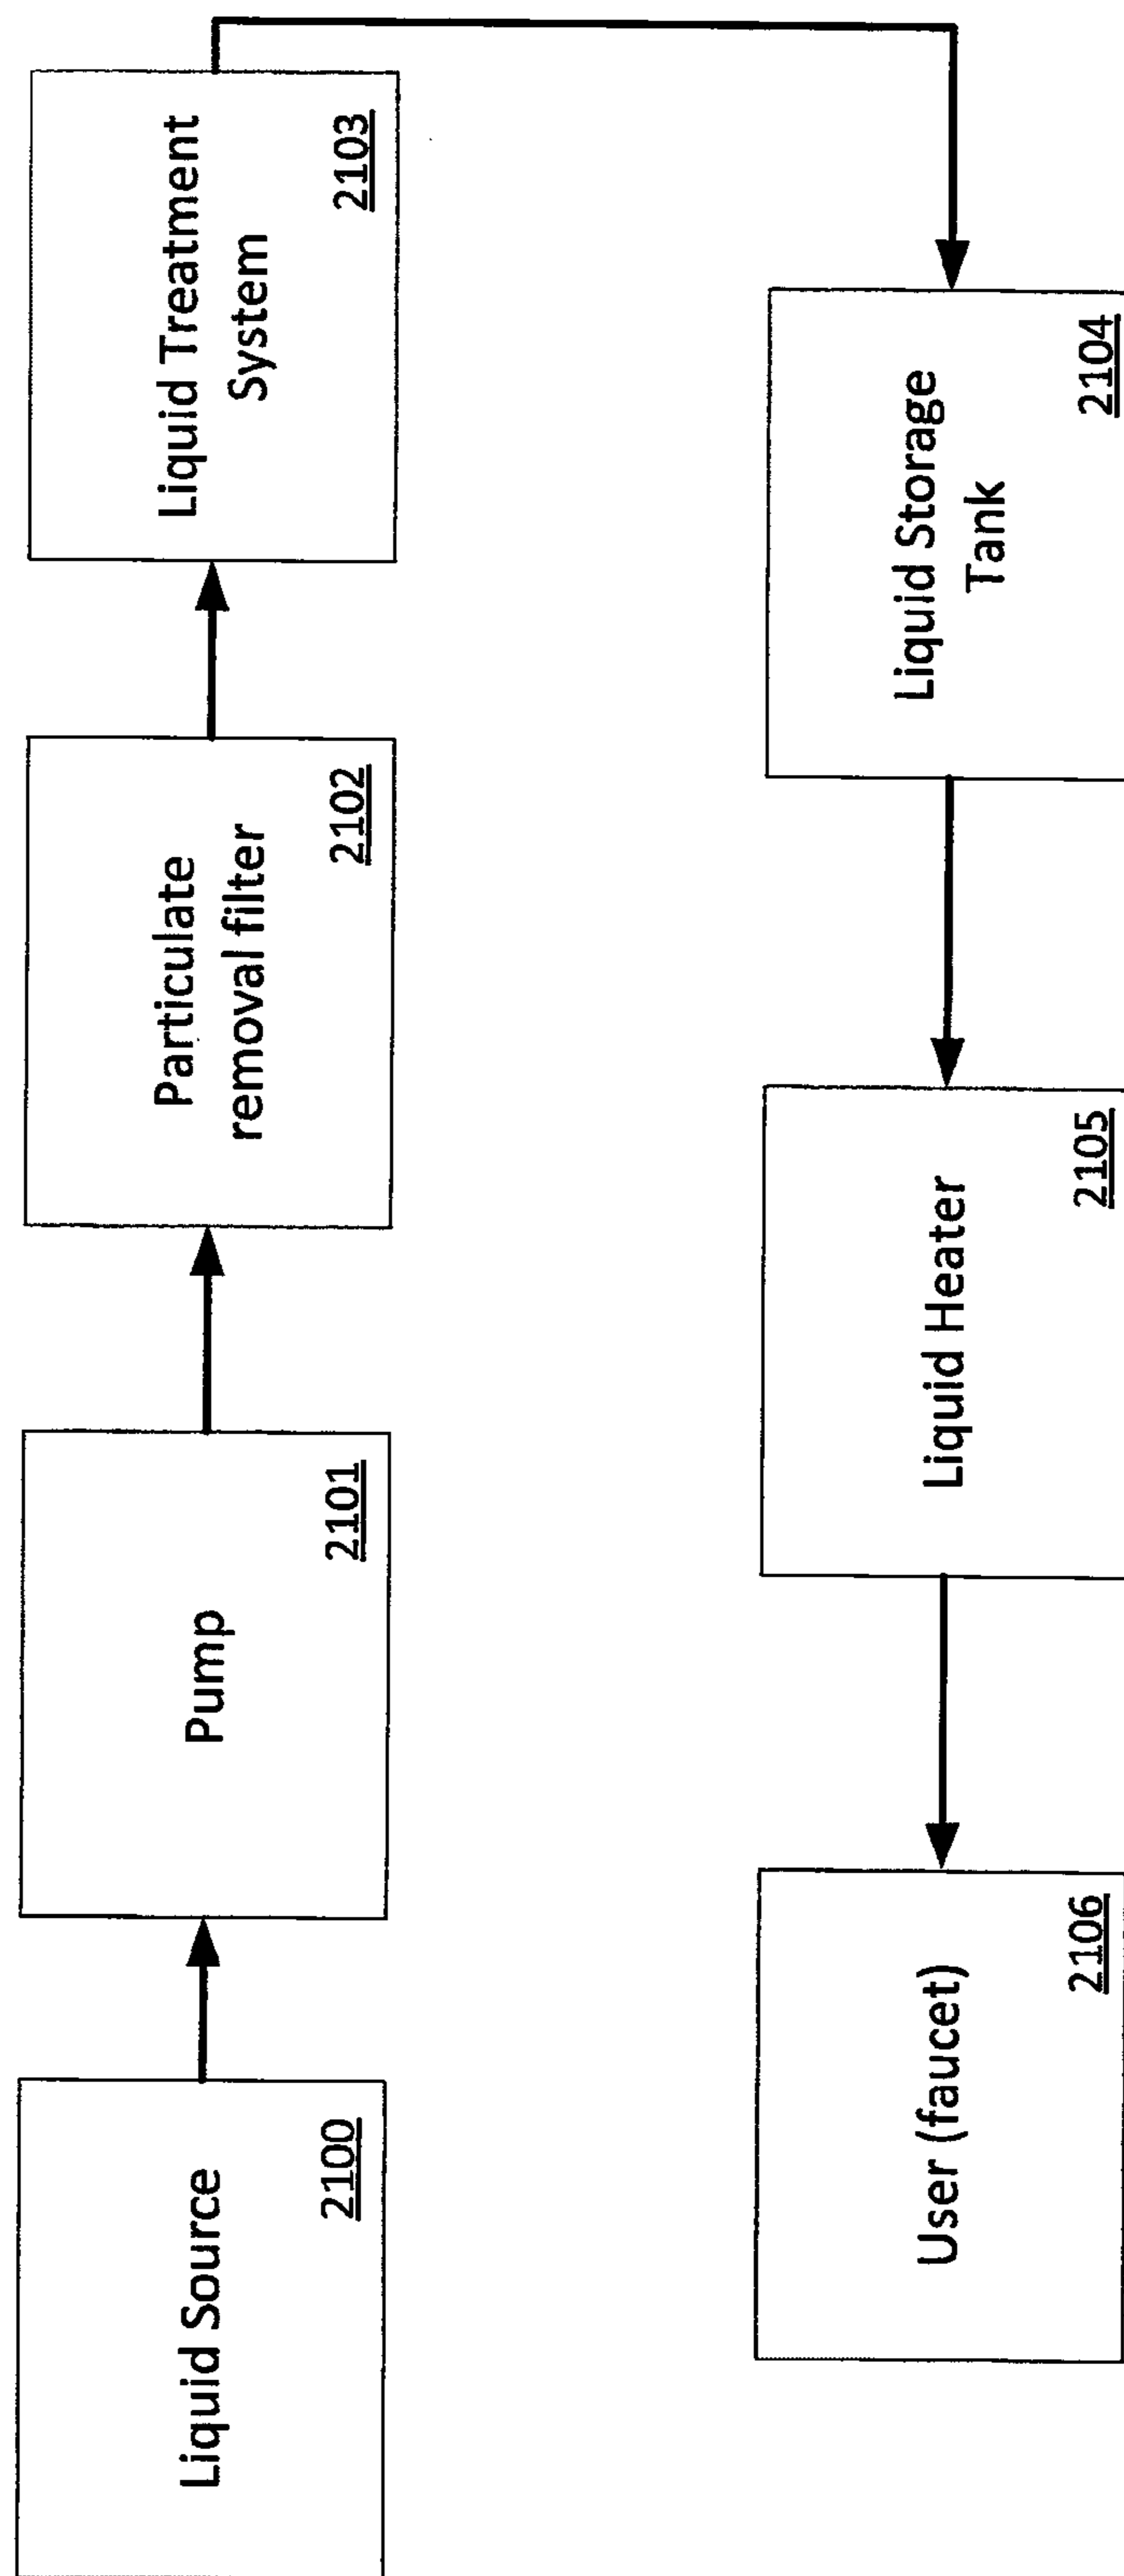 Liquid Source
2100
Pump
2101
Particulate
removal filter
2102
Liquid Treatment
System
2103
Liquid Storage
Tank
2104
Liquid Heater
2105
User (faucet)
2106